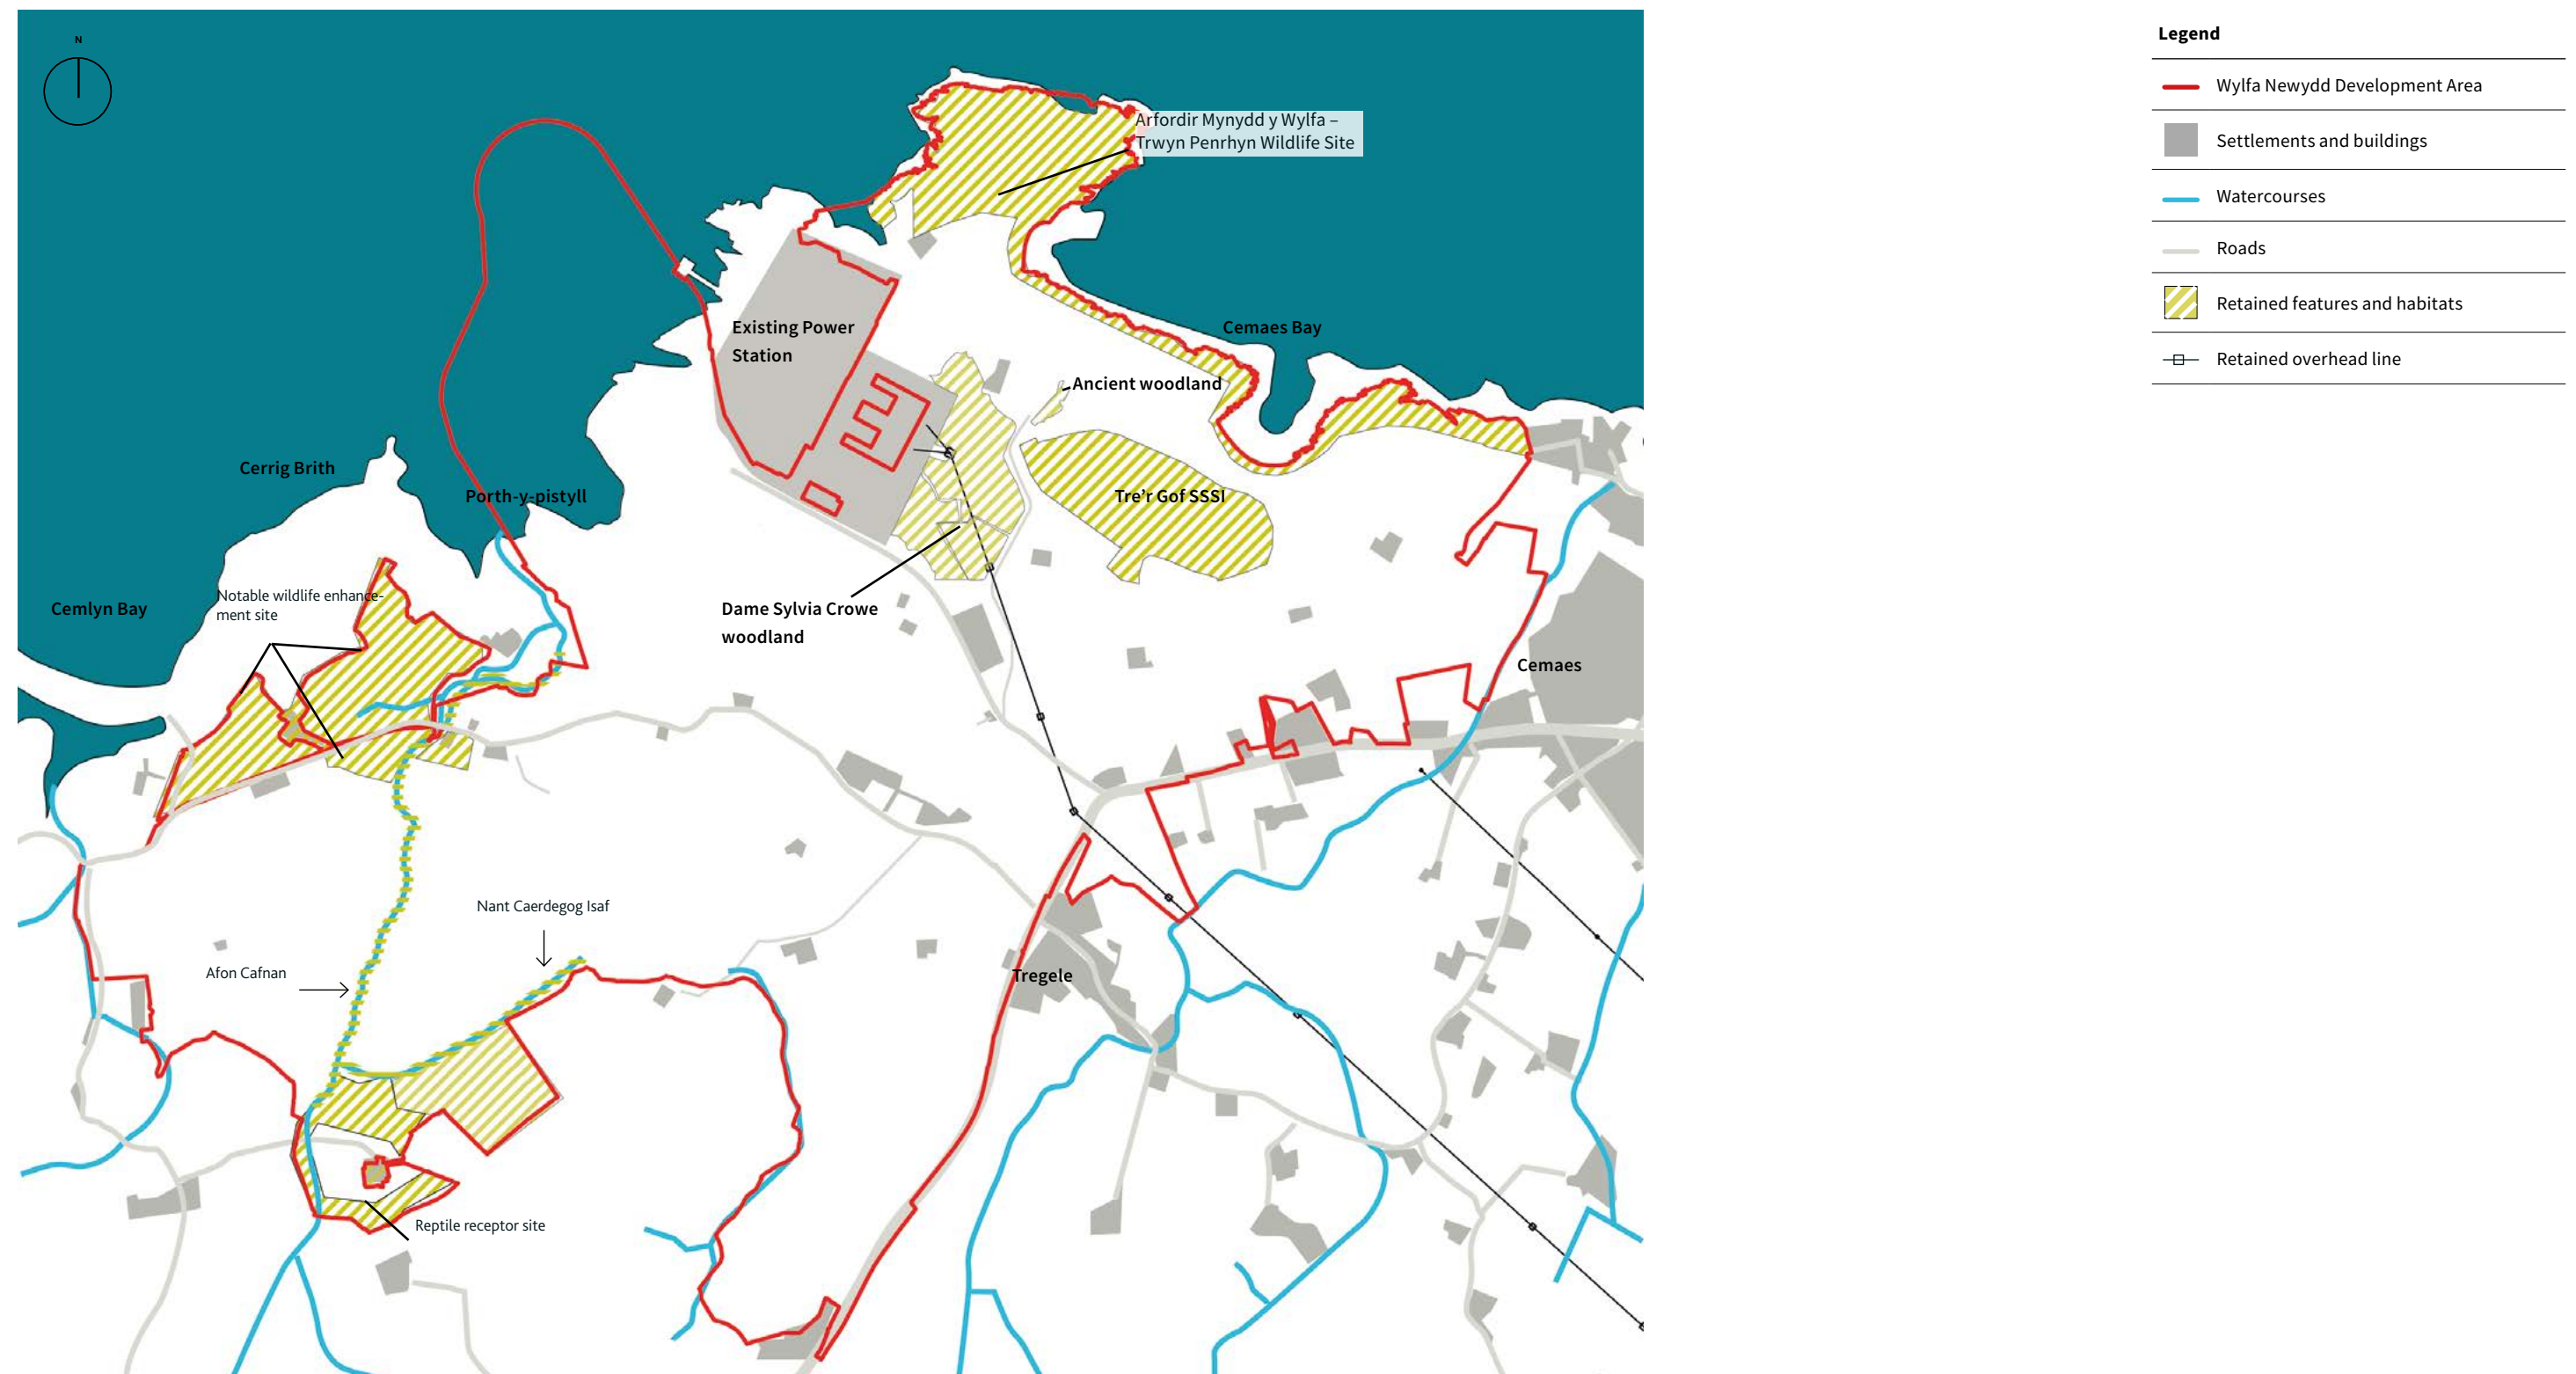 N
Arfordir Mynydd y Wylfa –
Trwyn Penrhyn Wildlife Site
Existing Power
Station
Cemaes Bay
Ancient woodland
Cerrig Brith
Porth-y-pistyll
Tre’r Gof SSSI
Notable wildlife enhance-
ment site
Cemlyn Bay
Dame Sylvia Crowe
woodland
Cemaes
Nant Caerdegog Isaf
Afon Cafnan
Tregele
Reptile receptor site
Legend
Wylfa Newydd Development Area
Settlements and buildings
Watercourses
Roads
Retained features and habitats
Retained overhead line